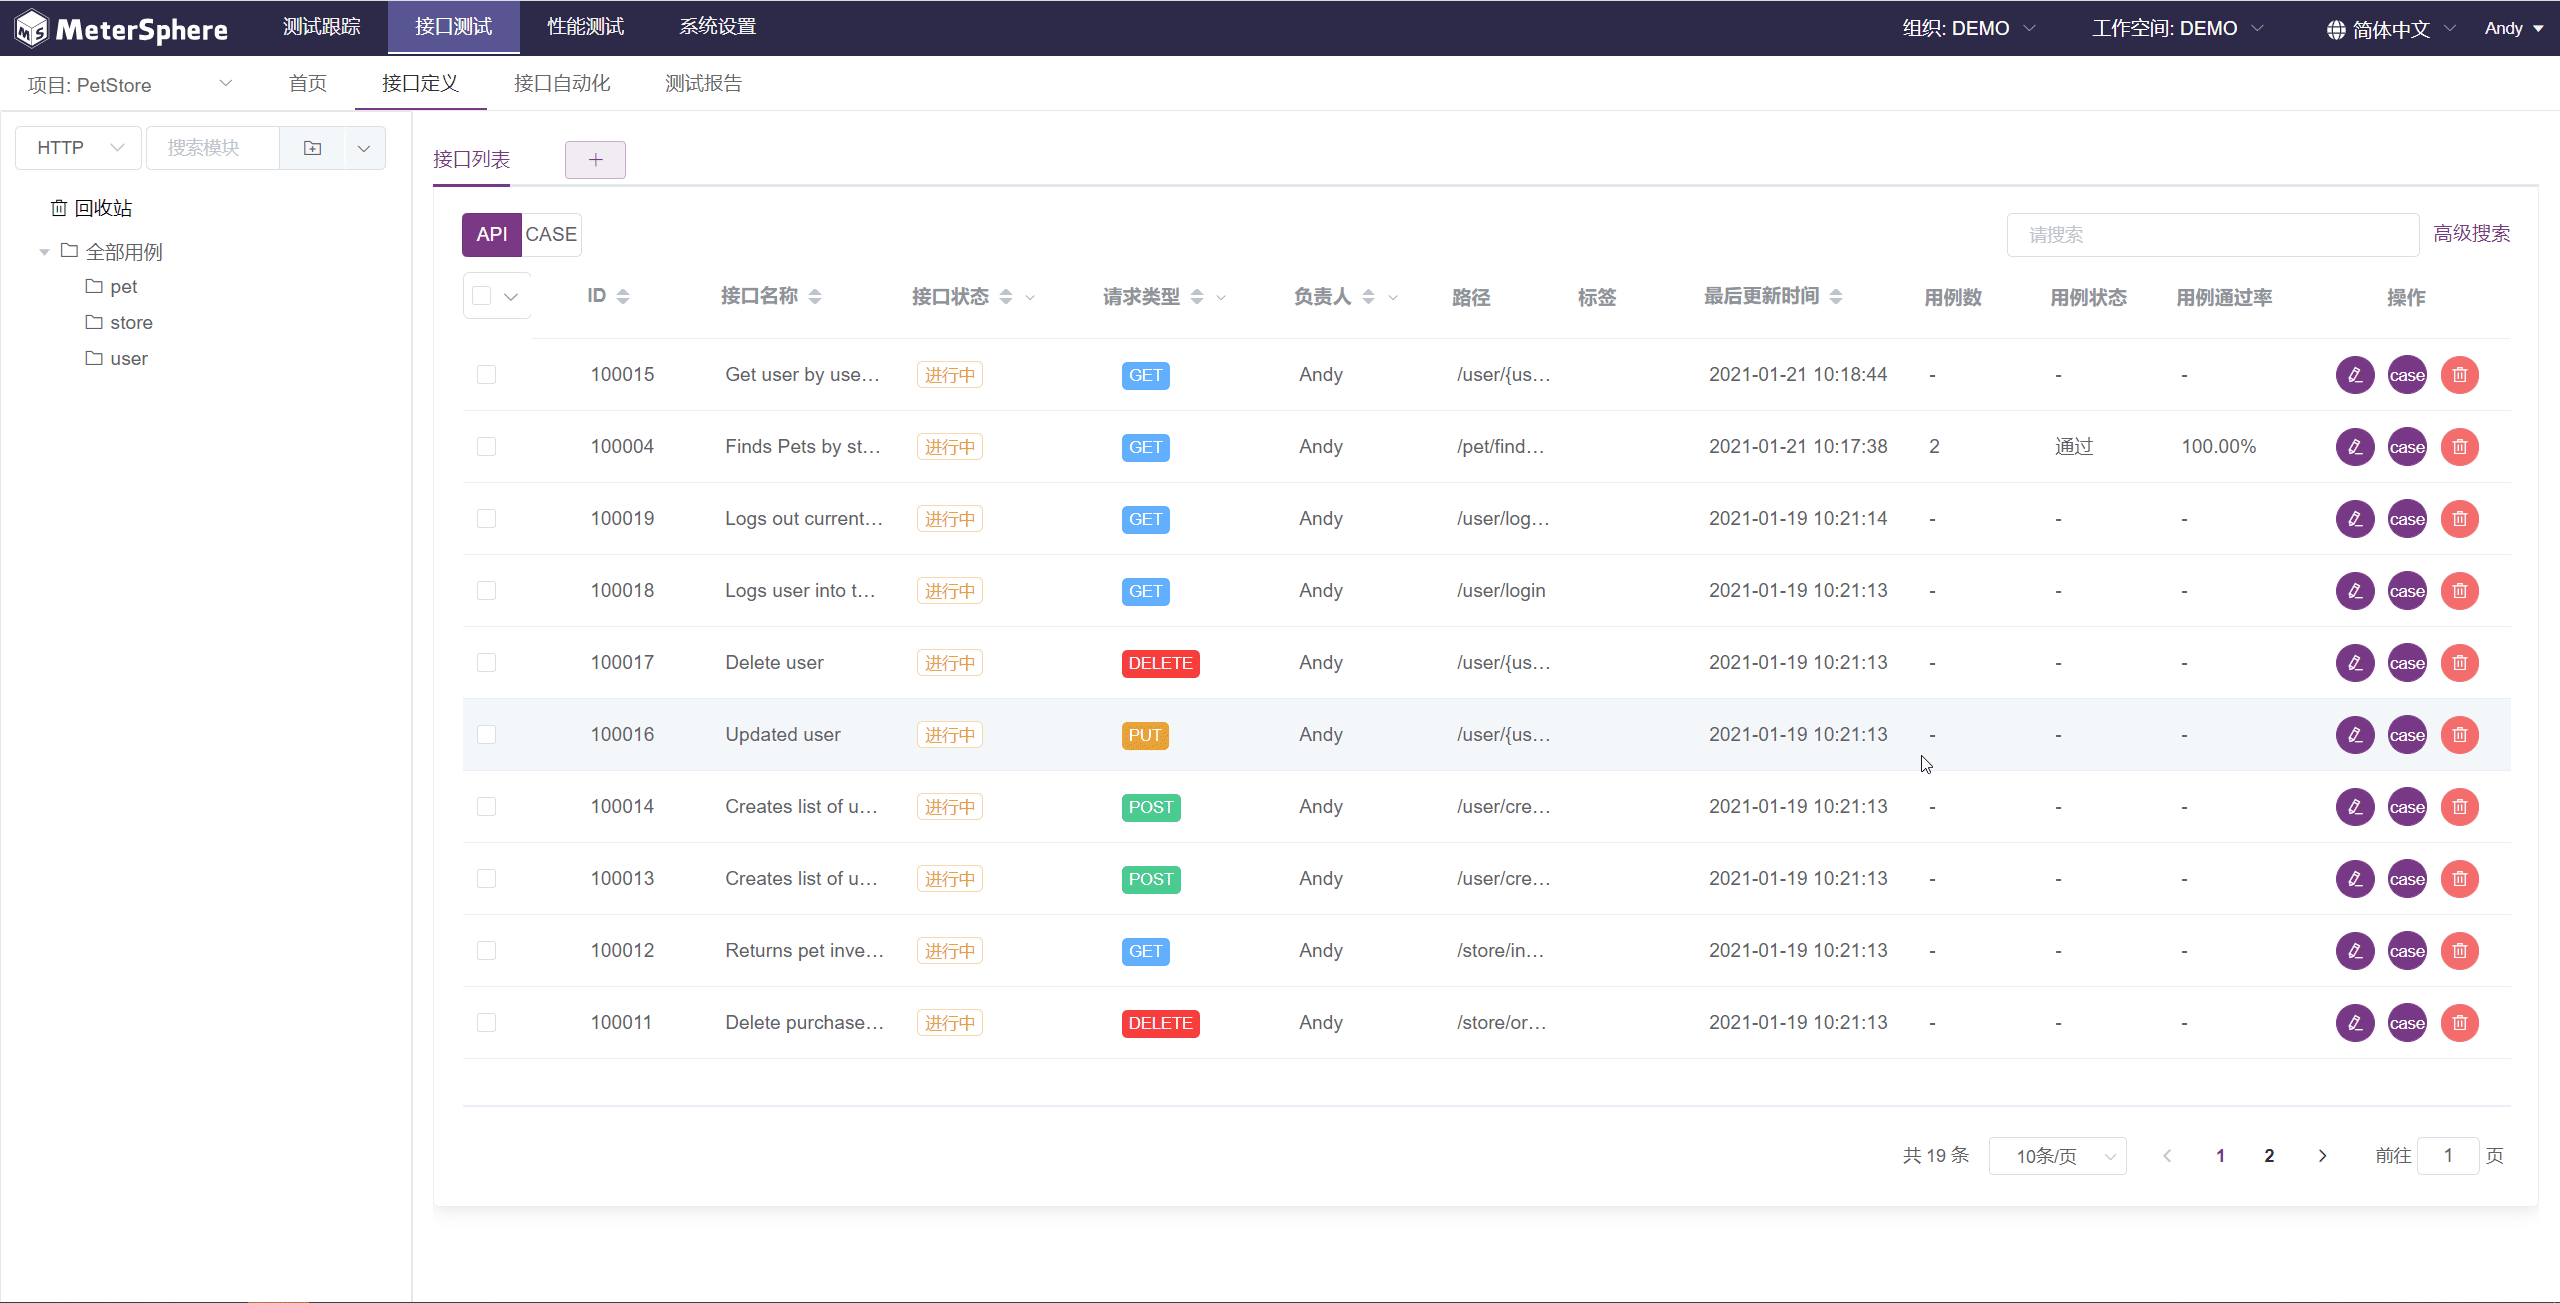 MeterSphere 测试跟踪 接口测试 性能测试 系统设置 组织: DEMO 工作空间: DEMO 简体中文 Andy
项目: PetStore 首页 接口定义 接口自动化 测试报告
HTTP 搜索模块
回收站
全部用例
pet
store
user
接口列表 +
API CASE 请搜索 高级搜索
ID 接口名称 接口状态 请求类型 负责人 路径 标签 最后更新时间 用例数 用例状态 用例通过率 操作
100015 Get user by use... 进行中 GET Andy /user/{us... 2021-01-21 10:18:44 - - - case
100004 Finds Pets by st... 进行中 GET Andy /pet/find... 2021-01-21 10:17:38 2 通过 100.00% case
100019 Logs out current... 进行中 GET Andy /user/log... 2021-01-19 10:21:14 - - - case
100018 Logs user into t... 进行中 GET Andy /user/login 2021-01-19 10:21:13 - - - case
100017 Delete user 进行中 DELETE Andy /user/{us... 2021-01-19 10:21:13 - - - case
100016 Updated user 进行中 PUT Andy /user/{us... 2021-01-19 10:21:13 - - - case
100014 Creates list of u... 进行中 POST Andy /user/cre... 2021-01-19 10:21:13 - - - case
100013 Creates list of u... 进行中 POST Andy /user/cre... 2021-01-19 10:21:13 - - - case
100012 Returns pet inve... 进行中 GET Andy /store/in... 2021-01-19 10:21:13 - - - case
100011 Delete purchase... 进行中 DELETE Andy /store/or... 2021-01-19 10:21:13 - - - case
共 19 条 10条/页 1 2 前往 1 页